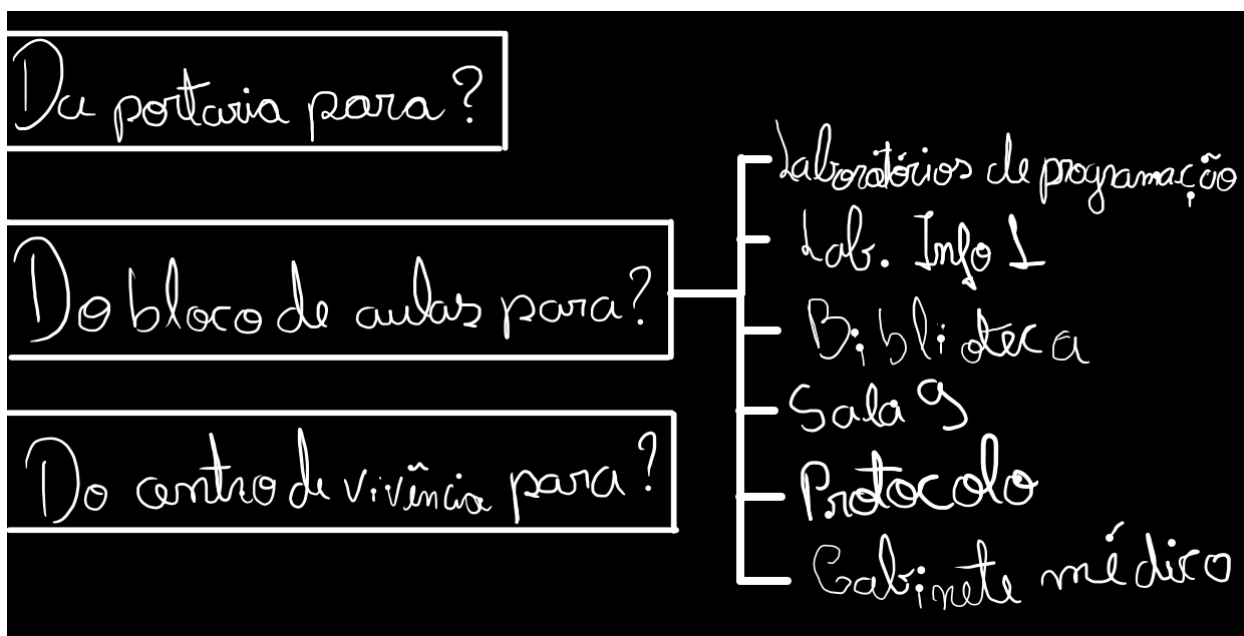 Da portaria para?
Do bloco de aulas para?
Do centro de vivência para?
Laboratórios de programação
Lab. Info 1
Biblioteca
Sala 9
Protocolo
Gabinete médico